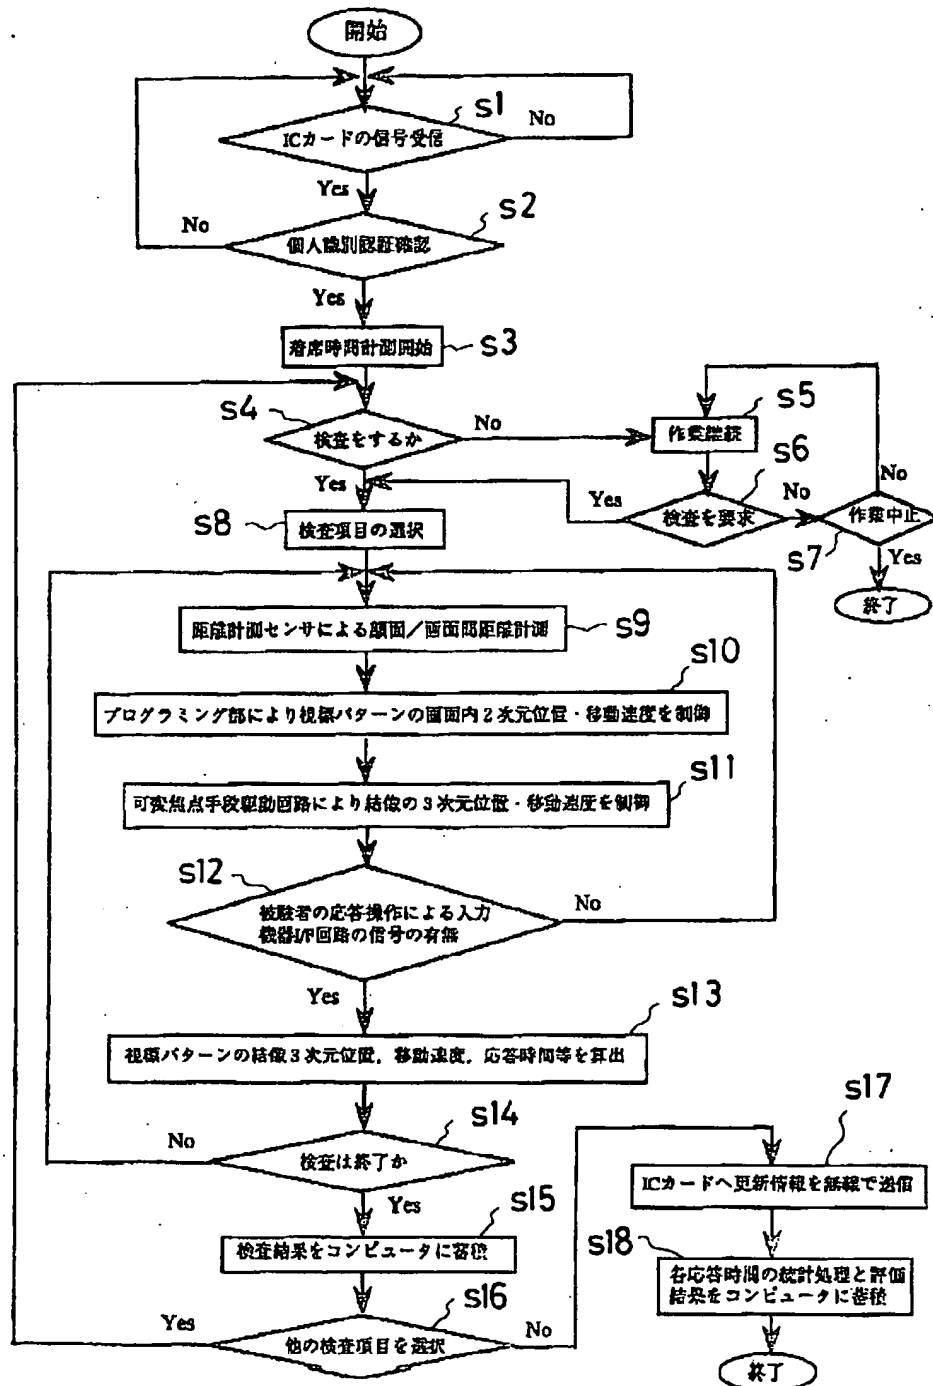 開始
s1
ICカードの信号受信
No
Yes
s2
No
個人識別認証確認
Yes
着席時間計測開始
s3
s4
検査をするか
No
s5
作業継続
Yes
s6
Yes
検査を要求
No
No
作業中止
s7
Yes
終了
s8
検査項目の選択
距離計測センサによる顔面/画面間距離計測
s9
s10
プログラミング部により視標パターンの画面内2次元位置・移動速度を制御
s11
可変焦点手段駆動回路により結像の3次元位置・移動速度を制御
s12
被験者の応答操作による入力
機器I/F回路の信号の有無
No
Yes
s13
視標パターンの結像3次元位置,移動速度,応答時間等を算出
s14
No
検査は終了か
Yes
s15
検査結果をコンピュータに蓄積
s16
Yes
他の検査項目を選択
No
s17
ICカードへ更新情報を無線で送信
s18
各応答時間の統計処理と評価
結果をコンピュータに蓄積
終了